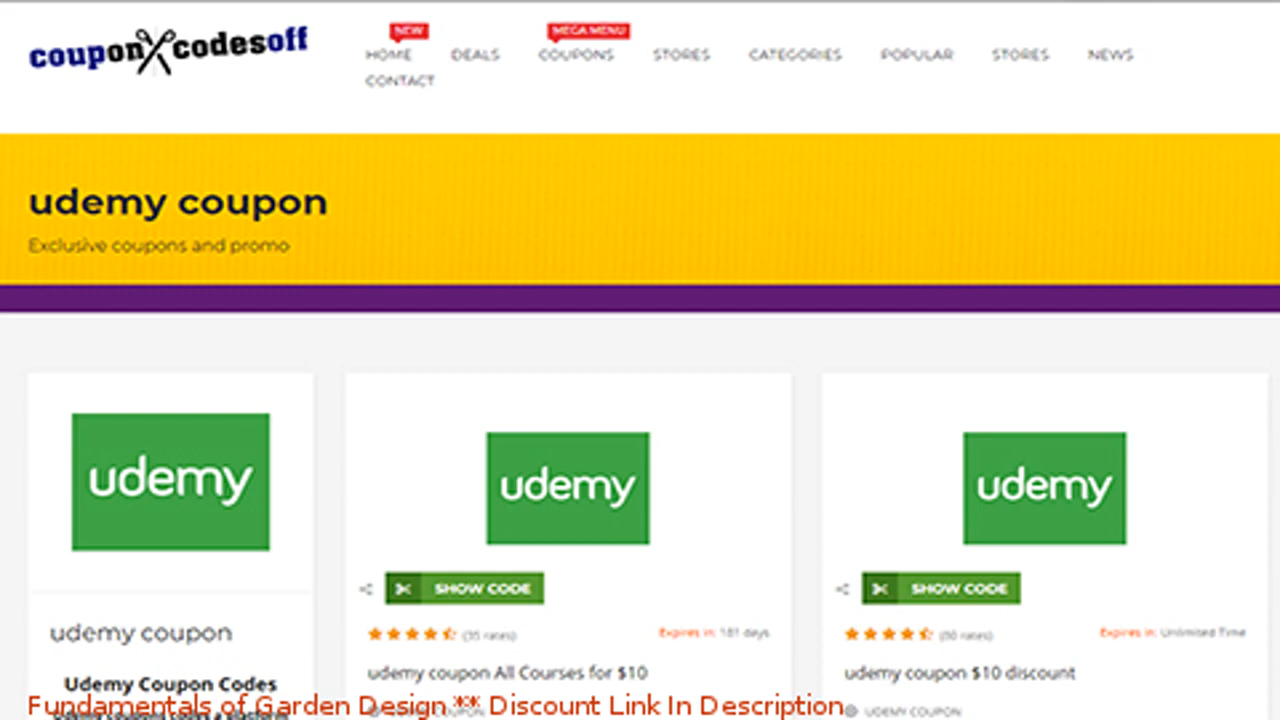 couponcodesoff
NEW
MEGA MENU
HOME DEALS COUPONS STORES CATEGORIES POPULAR STORES NEWS
CONTACT
udemy coupon
Exclusive coupons and promo
udemy
udemy
udemy
SHOW CODE
SHOW CODE
(35 rates)
Expires in: 181 days
Expires in: Unlimited Time
udemy coupon
udemy coupon All Courses for $10
udemy coupon $10 discount
Udemy Coupon Codes
Fundamentals of Garden Design ** Discount Link In Description
UDEMY COUPON